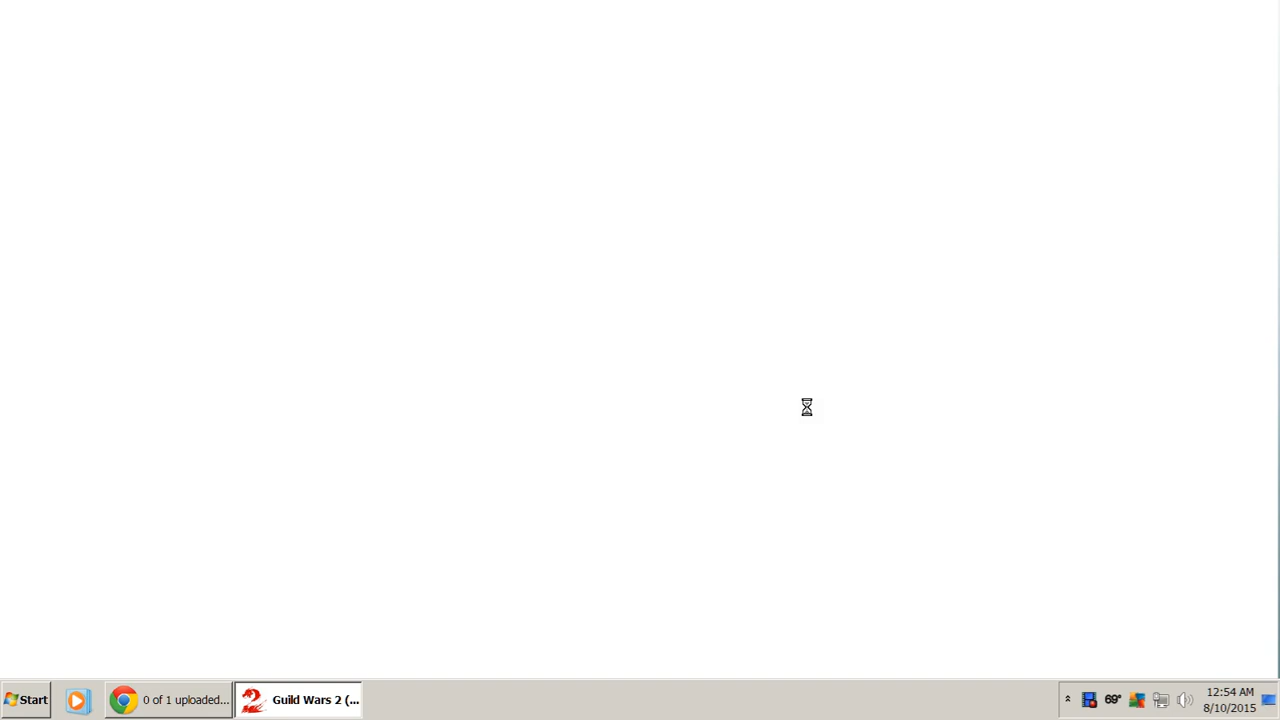 Start
0 of 1 uploaded...
Guild Wars 2 (...
69°
12:54 AM
8/10/2015